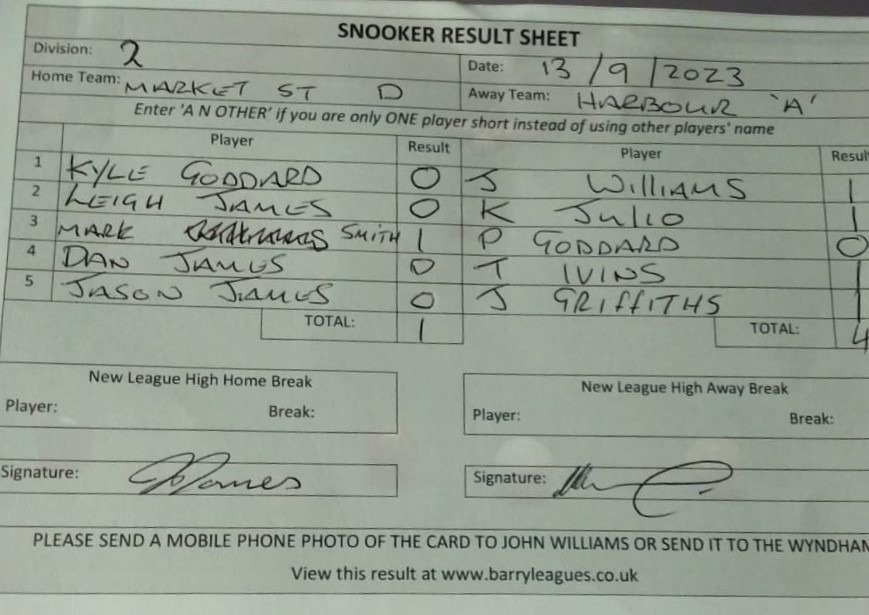 SNOOKER RESULT SHEET
Division: 2 Date: 13/9/2023
Home Team: MARKET ST D Away Team: HARBOUR 'A'
Enter 'A N OTHER' if you are only ONE player short instead of using other players' name
Player Result Player Resul
1 KYLE GODDARD 0 J WILLIAMS 1
2 LEIGH JAMES 0 K JULIO 1
3 MARK SMITH 1 P GODDARD 0
4 DAN JAMES 0 T IVINS 1
5 JASON JAMES 0 J GRIFFITHS 1
TOTAL: 1 TOTAL: 4
New League High Home Break New League High Away Break
Player: Break: Player: Break:
Signature: Signature:
PLEASE SEND A MOBILE PHONE PHOTO OF THE CARD TO JOHN WILLIAMS OR SEND IT TO THE WYNDHAM
View this result at www.barryleagues.co.uk